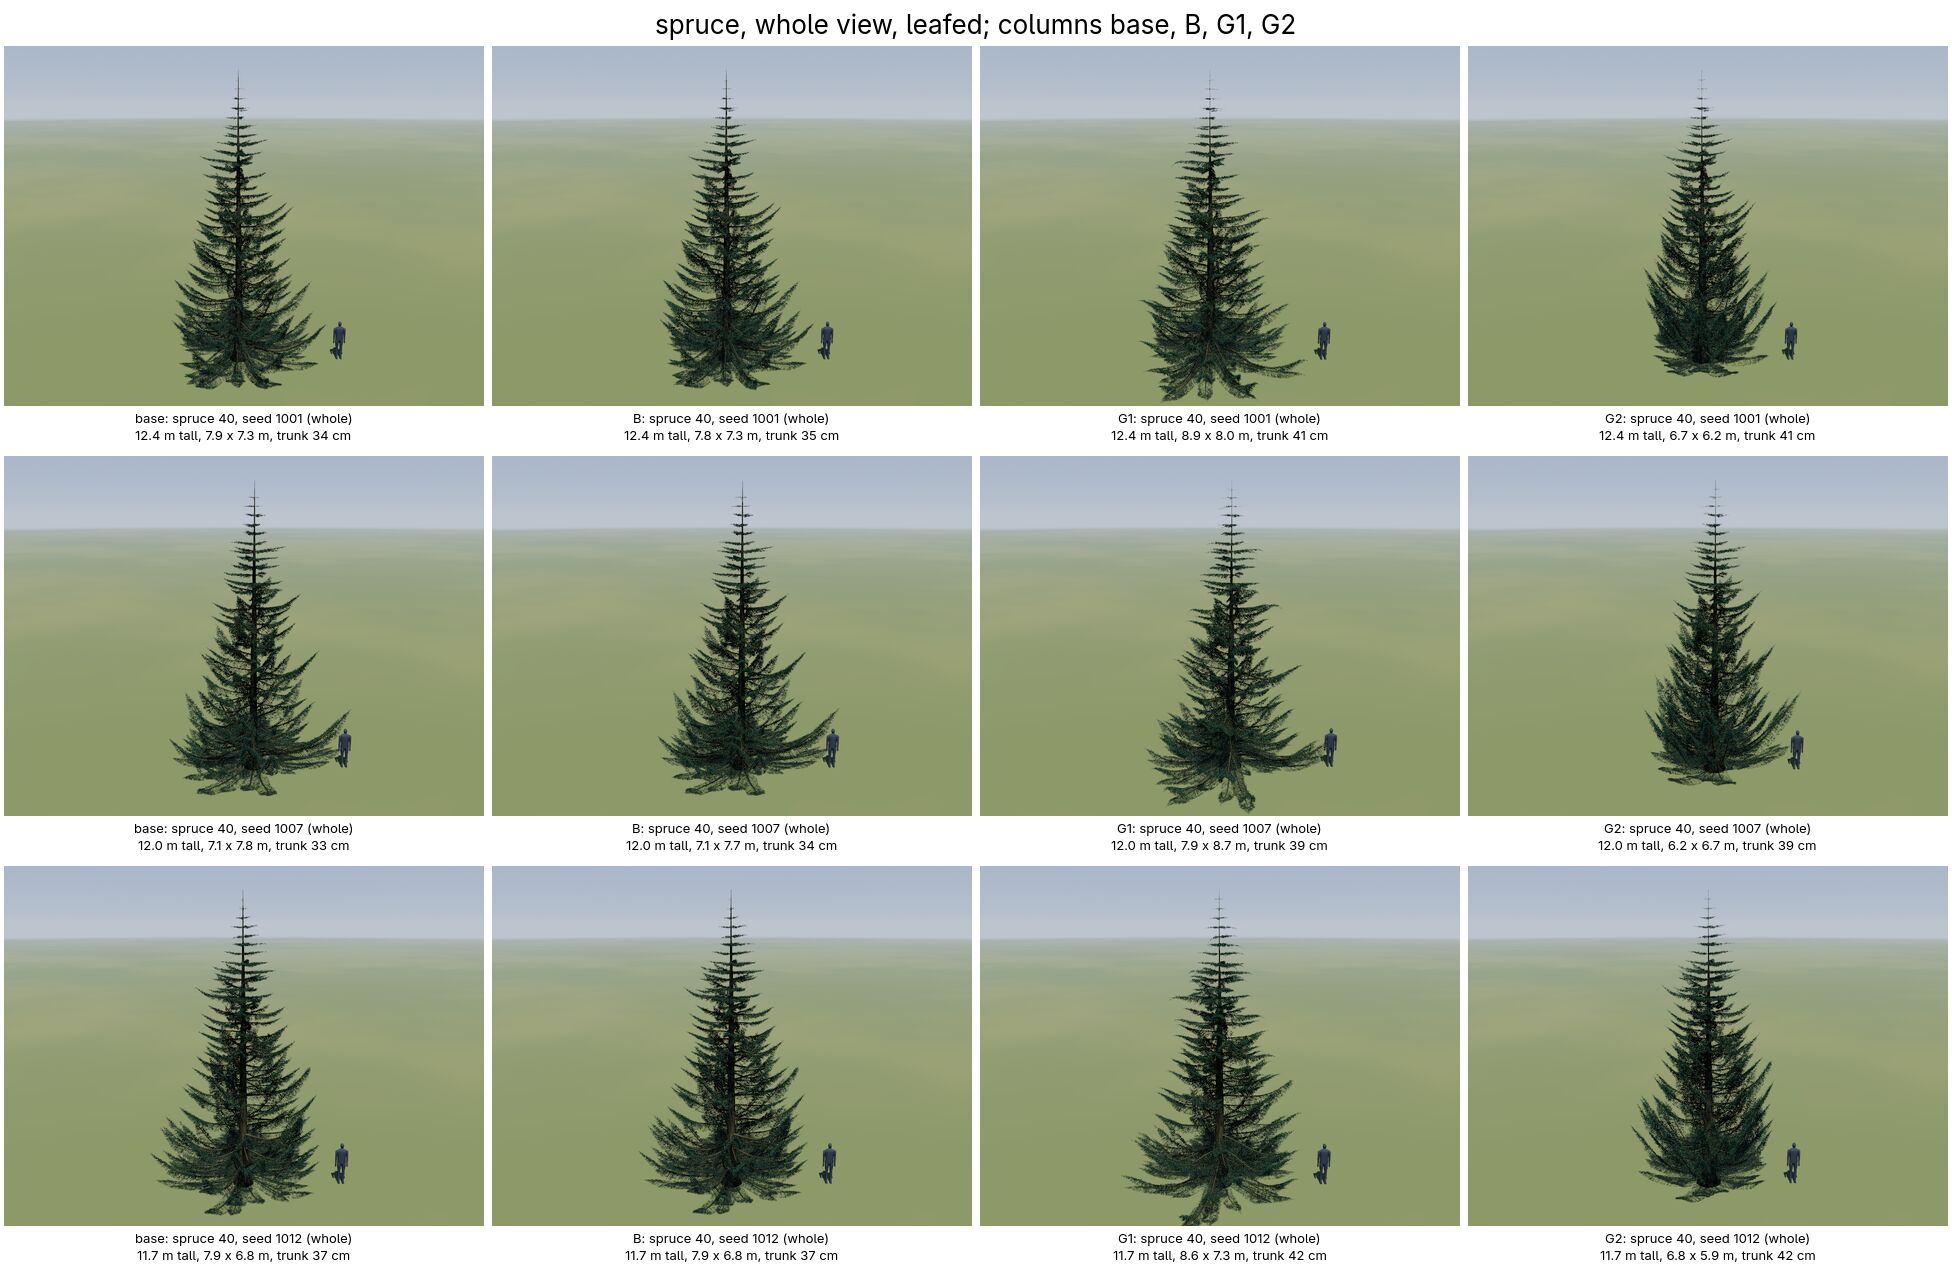 spruce, whole view, leafed; columns base, B, G1, G2
base: spruce 40, seed 1001 (whole)
12.4 m tall, 7.9 x 7.3 m, trunk 34 cm
B: spruce 40, seed 1001 (whole)
12.4 m tall, 7.8 x 7.3 m, trunk 35 cm
G1: spruce 40, seed 1001 (whole)
12.4 m tall, 8.9 x 8.0 m, trunk 41 cm
G2: spruce 40, seed 1001 (whole)
12.4 m tall, 6.7 x 6.2 m, trunk 41 cm
base: spruce 40, seed 1007 (whole)
12.0 m tall, 7.1 x 7.8 m, trunk 33 cm
B: spruce 40, seed 1007 (whole)
12.0 m tall, 7.1 x 7.7 m, trunk 34 cm
G1: spruce 40, seed 1007 (whole)
12.0 m tall, 7.9 x 8.7 m, trunk 39 cm
G2: spruce 40, seed 1007 (whole)
12.0 m tall, 6.2 x 6.7 m, trunk 39 cm
base: spruce 40, seed 1012 (whole)
11.7 m tall, 7.9 x 6.8 m, trunk 37 cm
B: spruce 40, seed 1012 (whole)
11.7 m tall, 7.9 x 6.8 m, trunk 37 cm
G1: spruce 40, seed 1012 (whole)
11.7 m tall, 8.6 x 7.3 m, trunk 42 cm
G2: spruce 40, seed 1012 (whole)
11.7 m tall, 6.8 x 5.9 m, trunk 42 cm